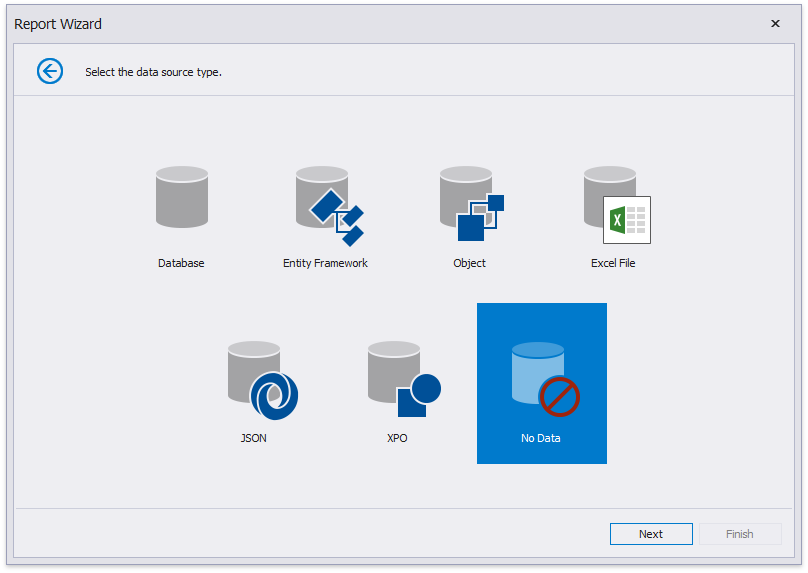 Report Wizard
Select the data source type.
Database
Entity Framework
Object
Excel File
JSON
XPO
No Data
Next
Finish